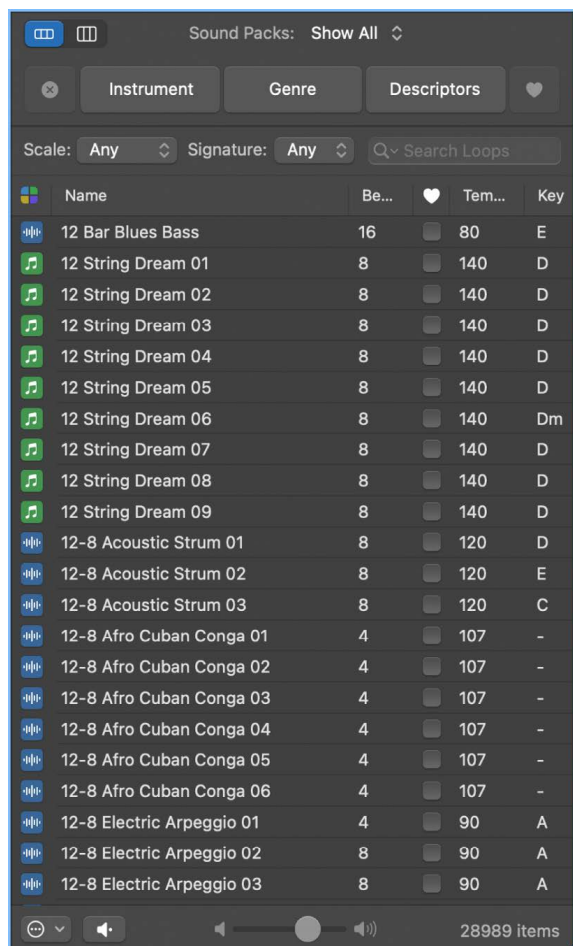 Sound Packs: Show All
Instrument Genre Descriptors
Scale: Any Signature: Any Search Loops
Name Be... Tem... Key
12 Bar Blues Bass 16 80 E
12 String Dream 01 8 140 D
12 String Dream 02 8 140 D
12 String Dream 03 8 140 D
12 String Dream 04 8 140 D
12 String Dream 05 8 140 D
12 String Dream 06 8 140 Dm
12 String Dream 07 8 140 D
12 String Dream 08 8 140 D
12 String Dream 09 8 140 D
12-8 Acoustic Strum 01 8 120 D
12-8 Acoustic Strum 02 8 120 E
12-8 Acoustic Strum 03 8 120 C
12-8 Afro Cuban Conga 01 4 107 -
12-8 Afro Cuban Conga 02 4 107 -
12-8 Afro Cuban Conga 03 4 107 -
12-8 Afro Cuban Conga 04 4 107 -
12-8 Afro Cuban Conga 05 4 107 -
12-8 Afro Cuban Conga 06 4 107 -
12-8 Electric Arpeggio 01 4 90 A
12-8 Electric Arpeggio 02 8 90 A
12-8 Electric Arpeggio 03 8 90 A
28989 items